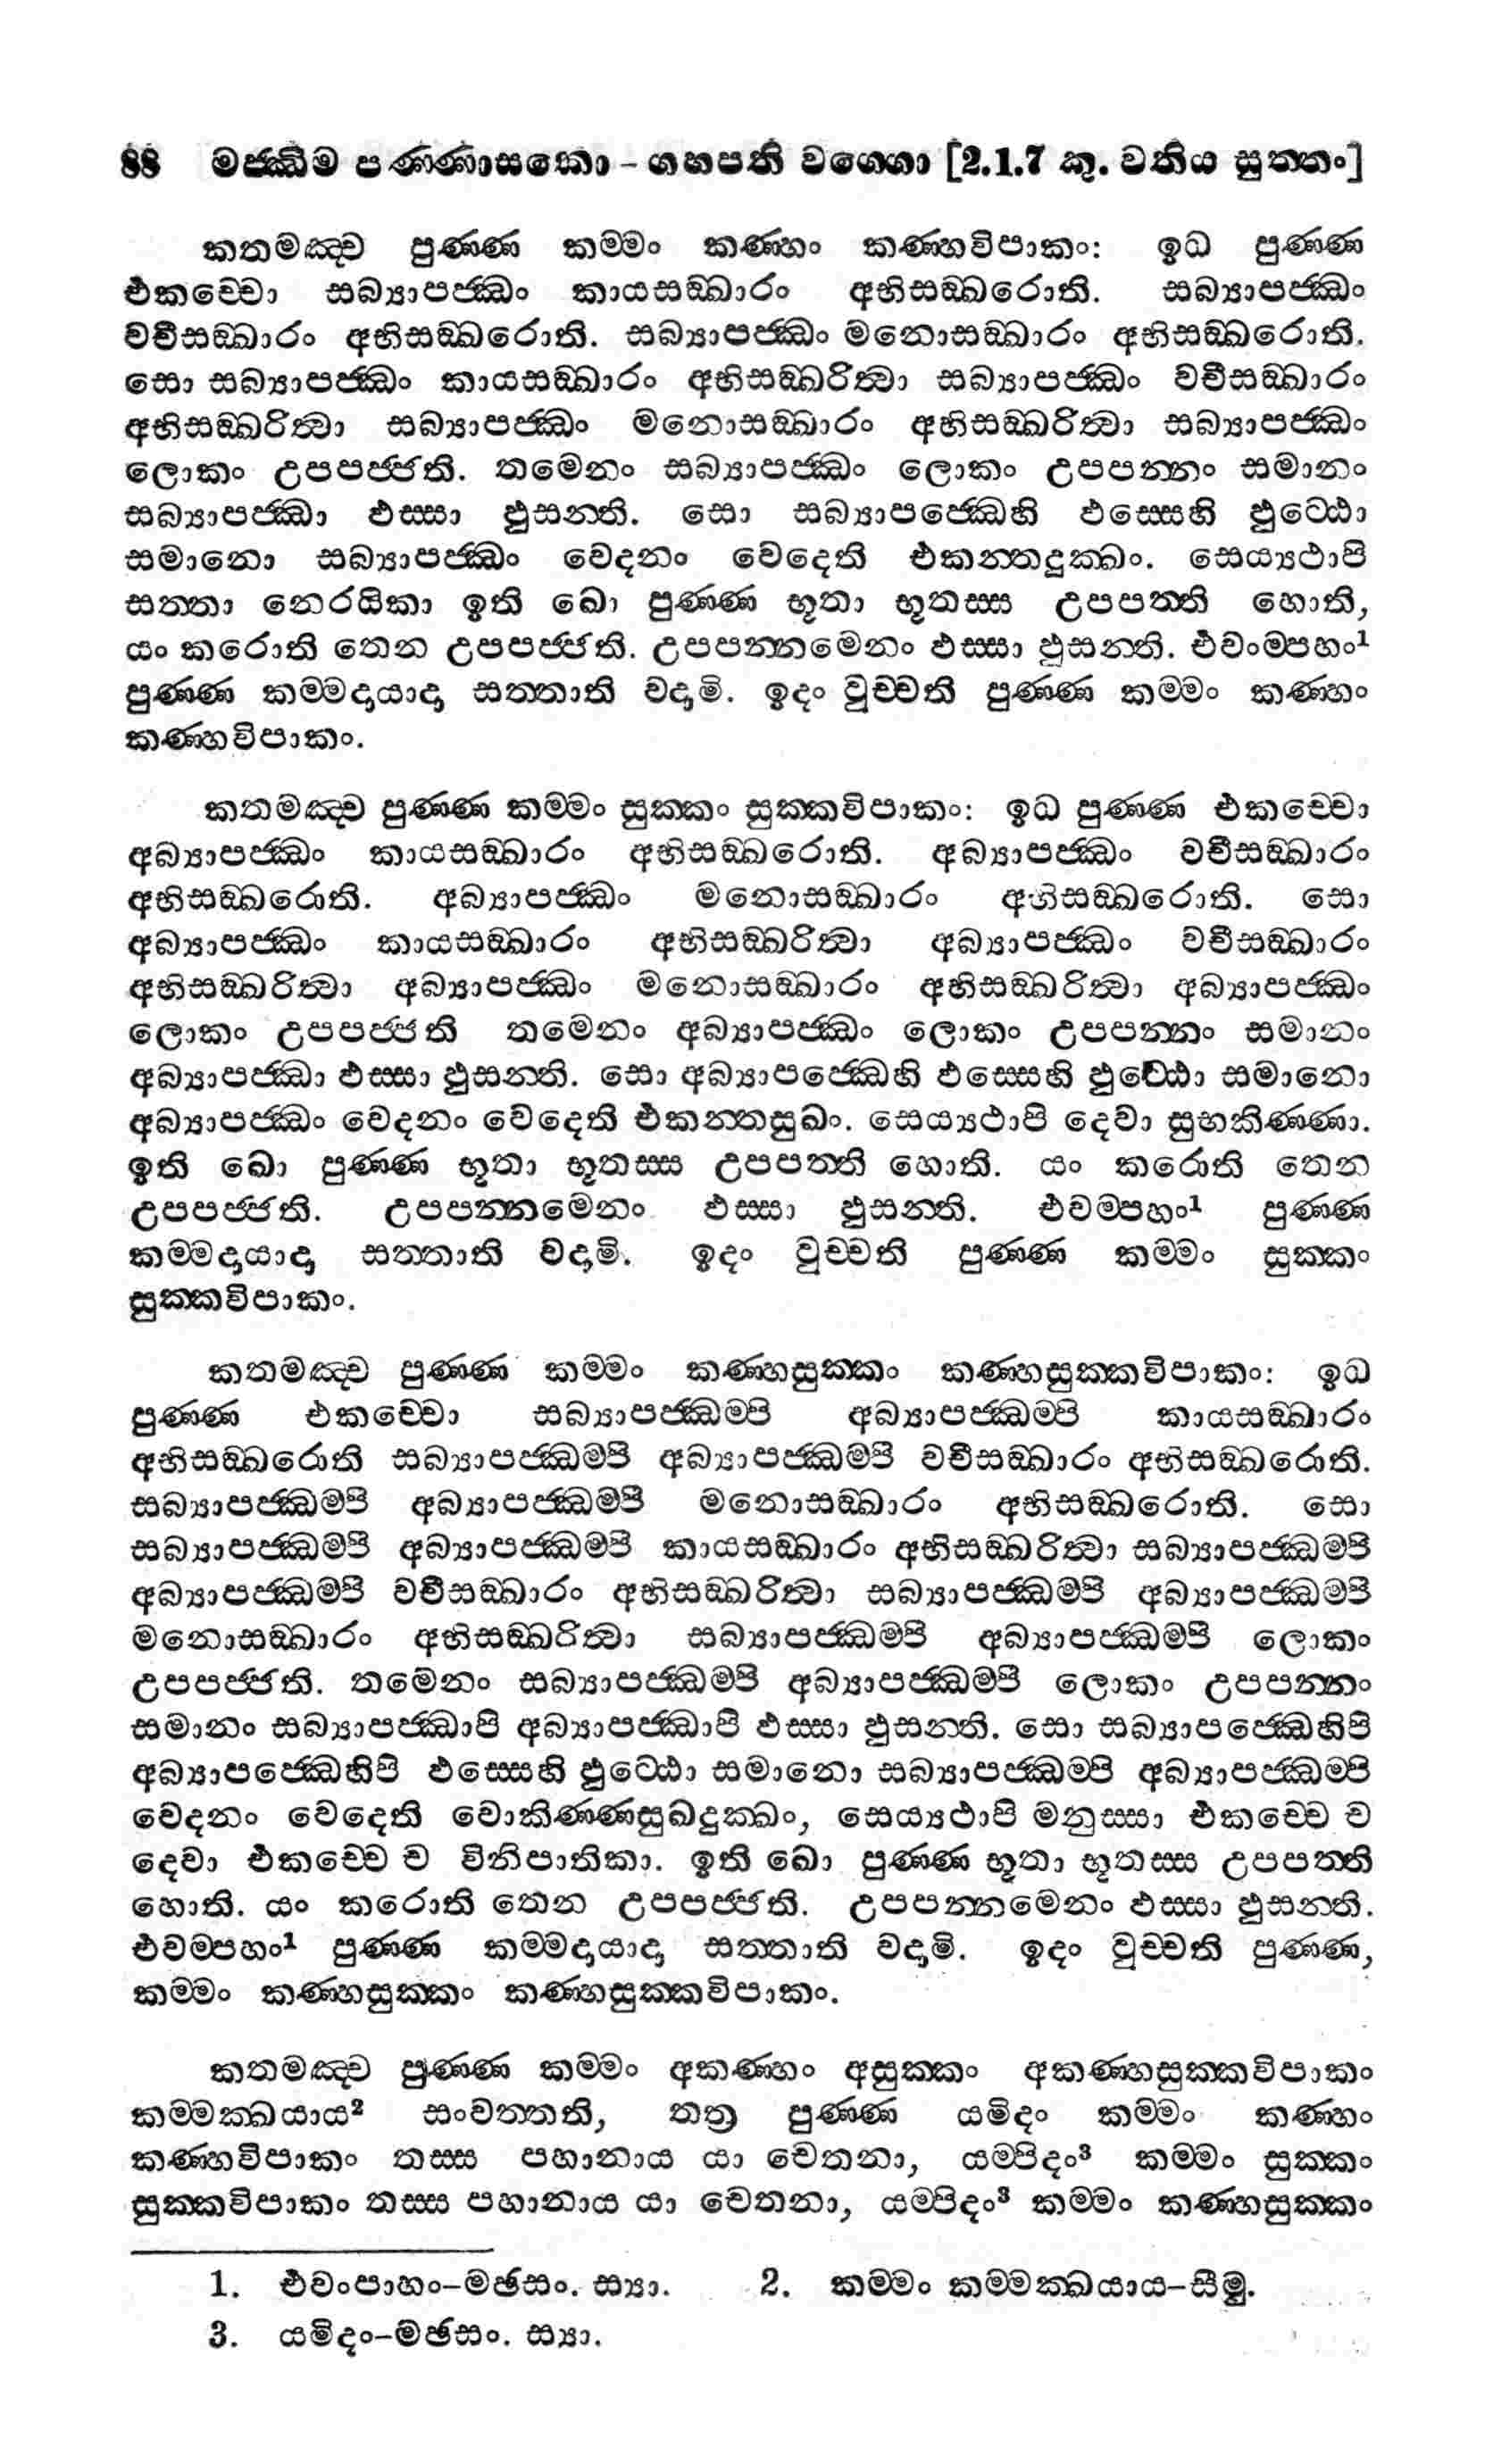 88 මජ්ඣිම පණ්ණාසකො - ගහපති වග්ගො [2.1.7 කු. වතිය සුත්තං]
කතමඤ්ච පුණ්ණ කම්මං කණ්හං කණ්හවිපාකං: ඉධ පුණ්ණ
එකච්චො සබ්‍යාපජ්ඣං කායසඞ්ඛාරං අභිසඞ්ඛරොති. සබ්‍යාපජ්ඣං
වචීසඞ්ඛාරං අභිසඞ්ඛරොති. සබ්‍යාපජ්ඣං මනොසඞ්ඛාරං අභිසඞ්ඛරොති.
සො සබ්‍යාපජ්ඣං කායසඞ්ඛාරං අභිසඞ්ඛරිත්‍වා සබ්‍යාපජ්ඣං වචීසඞ්ඛාරං
අභිසඞ්ඛරිත්‍වා සබ්‍යාපජ්ඣං මනොසඞ්ඛාරං අභිසඞ්ඛරිත්‍වා සබ්‍යාපජ්ඣං
ලොකං උපපජ්ජති. තමෙනං සබ්‍යාපජ්ඣං ලොකං උපපන්නං සමානං
සබ්‍යාපජ්ඣා ඵස්සා ඵුසන්ති. සො සබ්‍යාපජ්ඣෙහි ඵස්සෙහි ඵුට්ඨො
සමානො සබ්‍යාපජ්ඣං වෙදනං වෙදෙති එකන්තදුක්ඛං. සෙය්‍යථාපි
සත්තා නෙරයිකා ඉති ඛො පුණ්ණ භූතා භූතස්ස උපපත්ති හොති,
යං කරොති තෙන උපපජ්ජති. උපපන්නමෙනං ඵස්සා ඵුසන්ති. එවංම්පහං¹
පුණ්ණ කම්මදායාදා සත්තාති වදාමි. ඉදං වුච්චති පුණ්ණ කම්මං කණ්හං
කණ්හවිපාකං.
කතමඤ්ච පුණ්ණ කම්මං සුක්කං සුක්කවිපාකං: ඉධ පුණ්ණ එකච්චො
අබ්‍යාපජ්ඣං කායසඞ්ඛාරං අභිසඞ්ඛරොති. අබ්‍යාපජ්ඣං වචීසඞ්ඛාරං
අභිසඞ්ඛරොති. අබ්‍යාපජ්ඣං මනොසඞ්ඛාරං අභිසඞ්ඛරොති. සො
අබ්‍යාපජ්ඣං කායසඞ්ඛාරං අභිසඞ්ඛරිත්‍වා අබ්‍යාපජ්ඣං වචීසඞ්ඛාරං
අභිසඞ්ඛරිත්‍වා අබ්‍යාපජ්ඣං මනොසඞ්ඛාරං අභිසඞ්ඛරිත්‍වා අබ්‍යාපජ්ඣං
ලොකං උපපජ්ජති තමෙනං අබ්‍යාපජ්ඣං ලොකං උපපන්නං සමානං
අබ්‍යාපජ්ඣා ඵස්සා ඵුසන්ති. සො අබ්‍යාපජ්ඣෙහි ඵස්සෙහි ඵුට්ඨො සමානො
අබ්‍යාපජ්ඣං වෙදනං වෙදෙති එකන්තසුඛං. සෙය්‍යථාපි දෙවා සුභකිණ්ණා.
ඉති ඛො පුණ්ණ භූතා භූතස්ස උපපත්ති හොති. යං කරොති තෙන
උපපජ්ජති. උපපන්නමෙනං ඵස්සා ඵුසන්ති. එවම්පහං¹ පුණ්ණ
කම්මදායාදා සත්තාති වදාමි. ඉදං වුච්චති පුණ්ණ කම්මං සුක්කං
සුක්කවිපාකං.
කතමඤ්ච පුණ්ණ කම්මං කණ්හසුක්කං කණ්හසුක්කවිපාකං: ඉධ
පුණ්ණ එකච්චො සබ්‍යාපජ්ඣම්පි අබ්‍යාපජ්ඣම්පි කායසඞ්ඛාරං
අභිසඞ්ඛරොති සබ්‍යාපජ්ඣම්පි අබ්‍යාපජ්ඣම්පි වචීසඞ්ඛාරං අභිසඞ්ඛරොති.
සබ්‍යාපජ්ඣම්පි අබ්‍යාපජ්ඣම්පි මනොසඞ්ඛාරං අභිසඞ්ඛරොති. සො
සබ්‍යාපජ්ඣම්පි අබ්‍යාපජ්ඣම්පි කායසඞ්ඛාරං අභිසඞ්ඛරිත්‍වා සබ්‍යාපජ්ඣම්පි
අබ්‍යාපජ්ඣම්පි වචීසඞ්ඛාරං අභිසඞ්ඛරිත්‍වා සබ්‍යාපජ්ඣම්පි අබ්‍යාපජ්ඣම්පි
මනොසඞ්ඛාරං අභිසඞ්ඛරිත්‍වා සබ්‍යාපජ්ඣම්පි අබ්‍යාපජ්ඣම්පි ලොකං
උපපජ්ජති. තමෙනං සබ්‍යාපජ්ඣම්පි අබ්‍යාපජ්ඣම්පි ලොකං උපපන්නං
සමානං සබ්‍යාපජ්ඣාපි අබ්‍යාපජ්ඣාපි ඵස්සා ඵුසන්ති. සො සබ්‍යාපජ්ඣෙහිපි
අබ්‍යාපජ්ඣෙහිපි ඵස්සෙහි ඵුට්ඨො සමානො සබ්‍යාපජ්ඣම්පි අබ්‍යාපජ්ඣම්පි
වෙදනං වෙදෙති වොකිණ්ණසුඛදුක්ඛං, සෙය්‍යථාපි මනුස්සා එකච්චෙ ච
දෙවා එකච්චෙ ච විනිපාතිකා. ඉති ඛො පුණ්ණ භූතා භූතස්ස උපපත්ති
හොති. යං කරොති තෙන උපපජ්ජති. උපපන්නමෙනං ඵස්සා ඵුසන්ති.
එවම්පහං¹ පුණ්ණ කම්මදායාදා සත්තාති වදාමි. ඉදං වුච්චති පුණ්ණ,
කම්මං කණ්හසුක්කං කණ්හසුක්කවිපාකං.
කතමඤ්ච පුණ්ණ කම්මං අකණ්හං අසුක්කං අකණ්හසුක්කවිපාකං
කම්මක්ඛයාය² සංවත්තති, තත්‍ර පුණ්ණ යමිදං කම්මං කණ්හං
කණ්හවිපාකං තස්ස පහානාය යා චෙතනා, යම්පිදං³ කම්මං සුක්කං
සුක්කවිපාකං තස්ස පහානාය යා චෙතනා, යම්පිදං³ කම්මං කණ්හසුක්කං
1. එවංපාහං-මඡසං. ස්‍යා. 2. කම්මං කම්මක්ඛයාය-සීමු.
3. යමිදං-මඡසං. ස්‍යා.